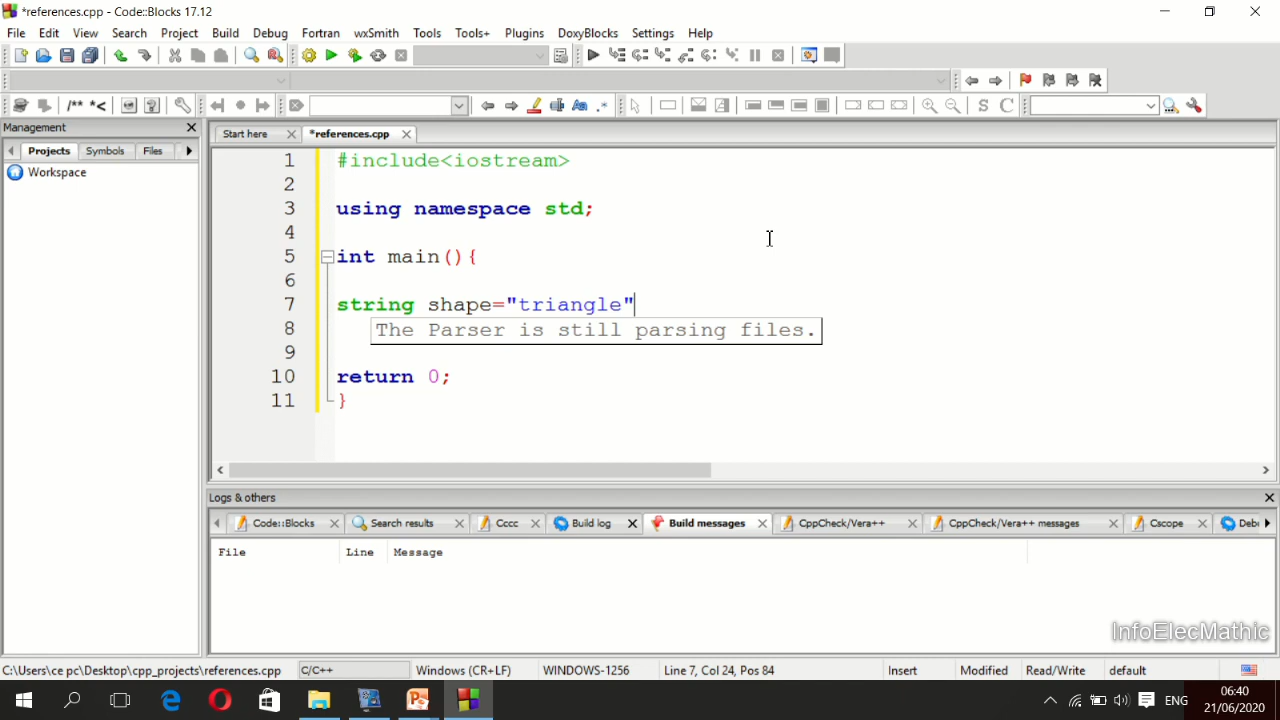 *references.cpp - Code::Blocks 17.12
File Edit View Search Project Build Debug Fortran wxSmith Tools Tools+ Plugins DoxyBlocks Settings Help
/** *<
Aa .*
S C
Management
Projects Symbols Files
Workspace
Start here *references.cpp
1 #include<iostream>
2
3 using namespace std;
4
5 int main(){
6
7 string shape="triangle"
8 The Parser is still parsing files.
9
10 return 0;
11 }
Logs & others
Code::Blocks Search results Cccc Build log Build messages CppCheck/Vera++ CppCheck/Vera++ messages Cscope Debu
File Line Message
InfoElecMathic
C:\Users\ce pc\Desktop\cpp_projects\references.cpp C/C++ Windows (CR+LF) WINDOWS-1256 Line 7, Col 24, Pos 84 Insert Modified Read/Write default
ENG 06:40
21/06/2020